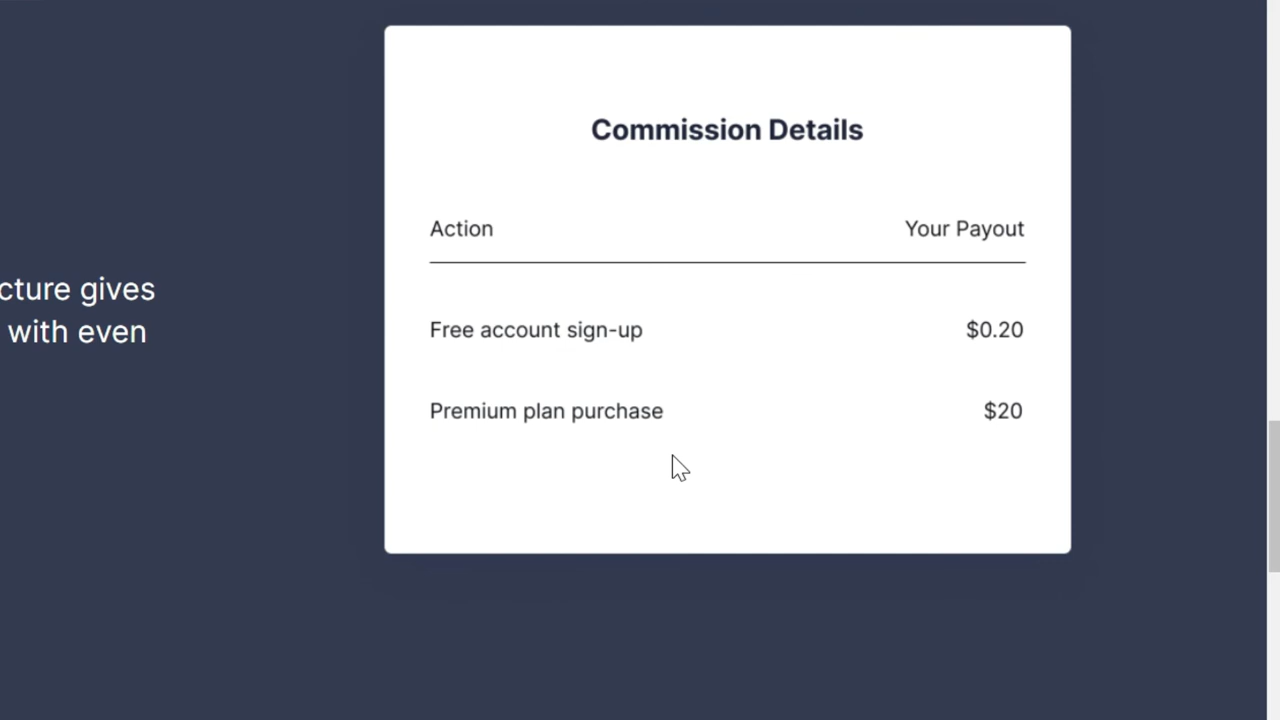 Commission Details
Action Your Payout
cture gives
with even
Free account sign-up $0.20
Premium plan purchase $20